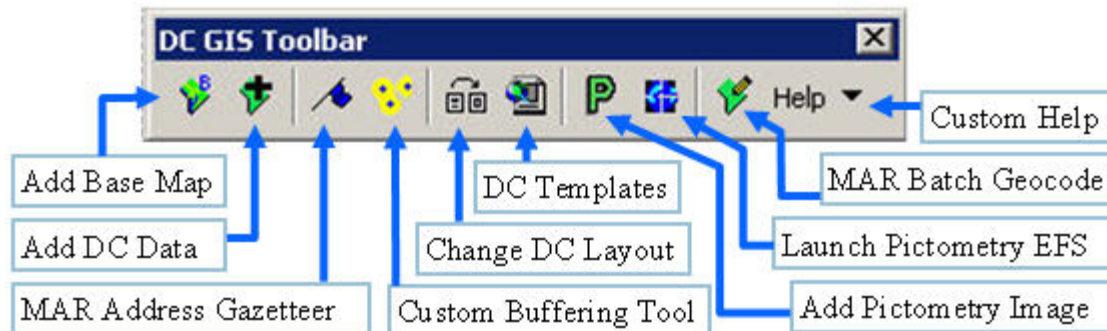 DC GIS Toolbar
B
P
Help
Custom Help
Add Base Map
DC Templates
MAR Batch Geocode
Add DC Data
Change DC Layout
Launch Pictometry EFS
MAR Address Gazetteer
Custom Buffering Tool
Add Pictometry Image